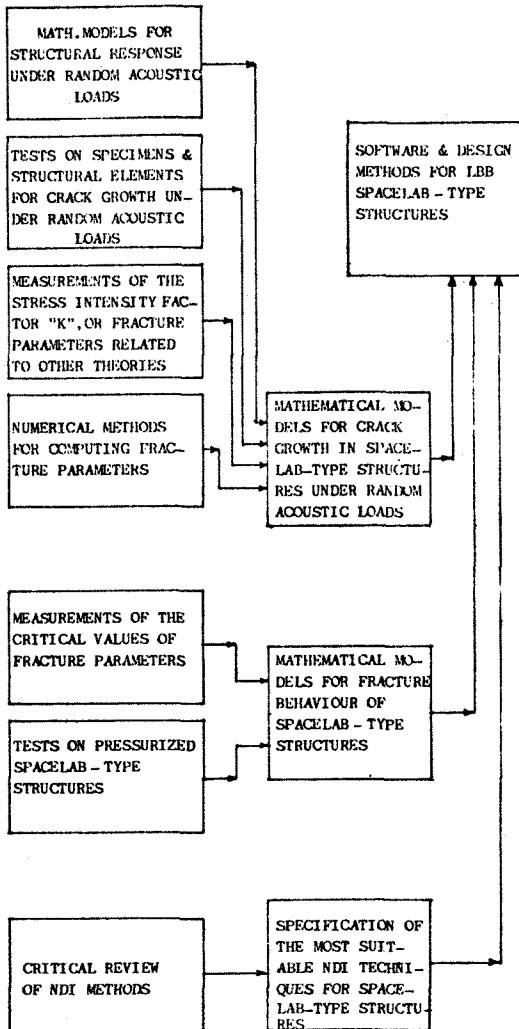 MATH.MODELS FOR
STRUCTURAL RESPONSE
UNDER RANDOM ACOUSTIC
LOADS
TESTS ON SPECIMENS &
STRUCTURAL ELEMENTS
FOR CRACK GROWTH UN-
DER RANDOM ACOUSTIC
LOADS
MEASUREMENTS OF THE
STRESS INTENSITY FAC-
TOR "K",OR FRACTURE
PARAMETERS RELATED
TO OTHER THEORIES
NUMERICAL METHODS
FOR COMPUTING FRAC-
TURE PARAMETERS
MATHEMATICAL MO-
DELS FOR CRACK
GROWTH IN SPACE-
LAB-TYPE STRUCTU-
RES UNDER RANDOM
ACOUSTIC LOADS
SOFTWARE & DESIGN
METHODS FOR LBB
SPACELAB-TYPE
STRUCTURES
MEASUREMENTS OF THE
CRITICAL VALUES OF
FRACTURE PARAMETERS
TESTS ON PRESSURIZED
SPACELAB-TYPE
STRUCTURES
MATHEMATICAL MO-
DELS FOR FRACTURE
BEHAVIOUR OF
SPACELAB-TYPE
STRUCTURES
CRITICAL REVIEW
OF NDI METHODS
SPECIFICATION OF
THE MOST SUIT-
ABLE NDI TECHNI-
QUES FOR SPACE-
LAB-TYPE STRUCTU-
RES